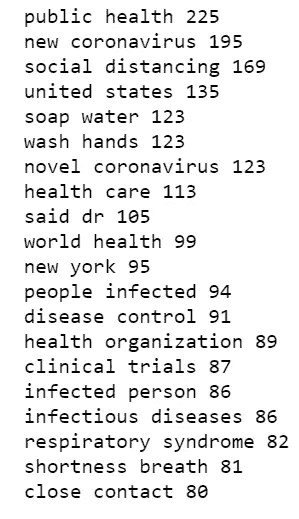 public health 225
new coronavirus 195
social distancing 169
united states 135
soap water 123
wash hands 123
novel coronavirus 123
health care 113
said dr 105
world health 99
new york 95
people infected 94
disease control 91
health organization 89
clinical trials 87
infected person 86
infectious diseases 86
respiratory syndrome 82
shortness breath 81
close contact 80